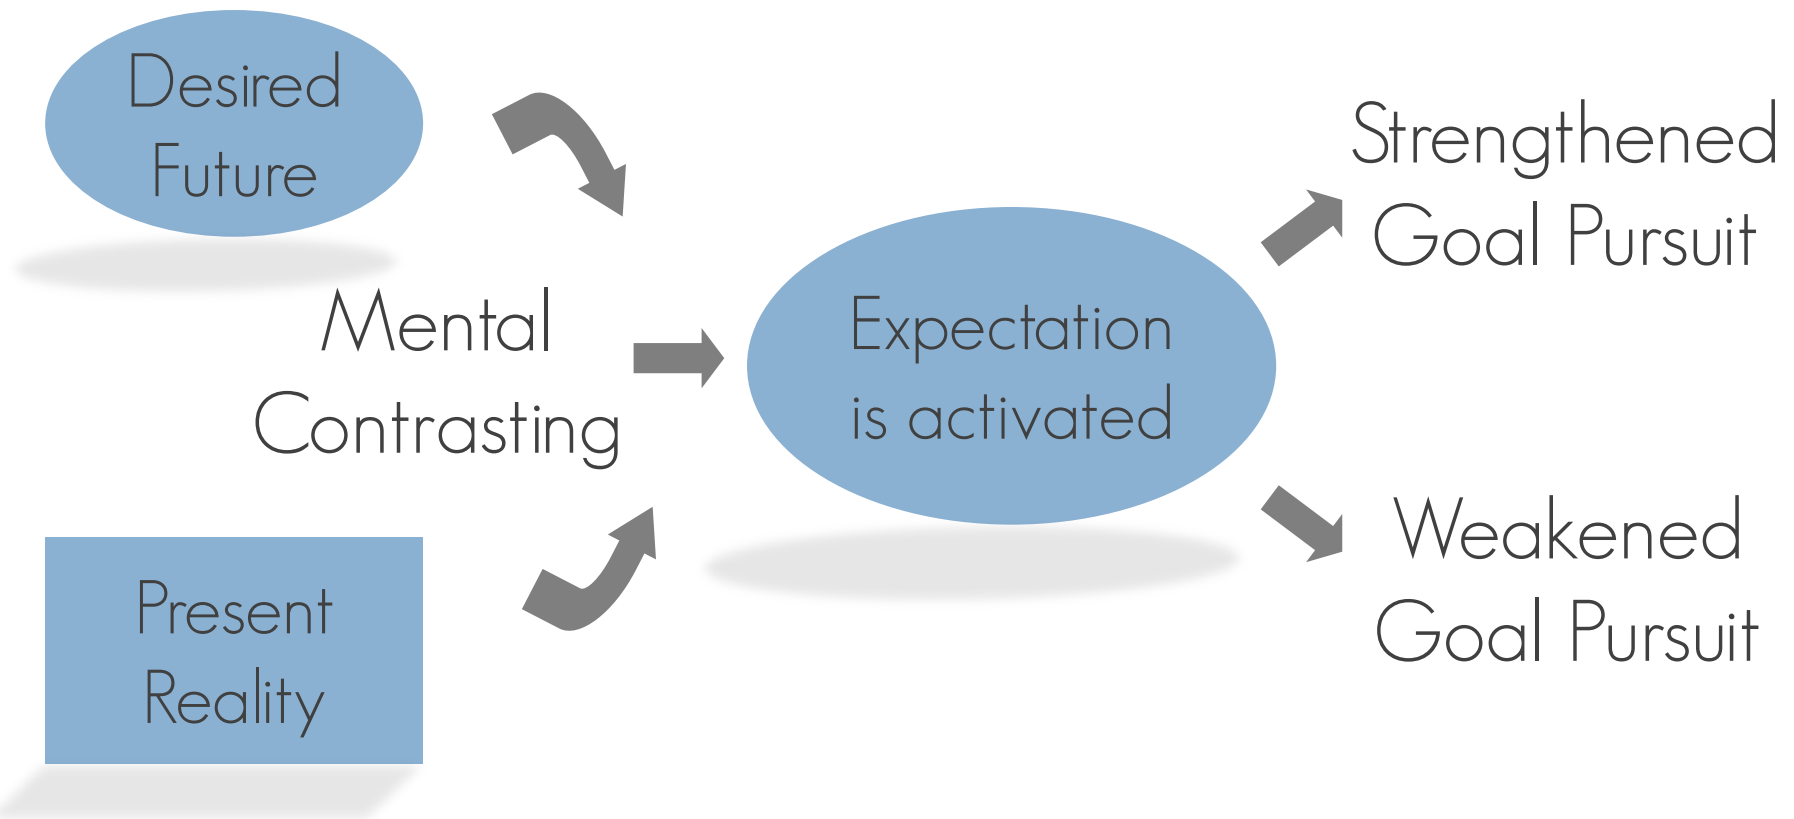 Desired
Future
Mental
Contrasting
Present
Reality
Expectation
is activated
Strengthened
Goal Pursuit
Weakened
Goal Pursuit